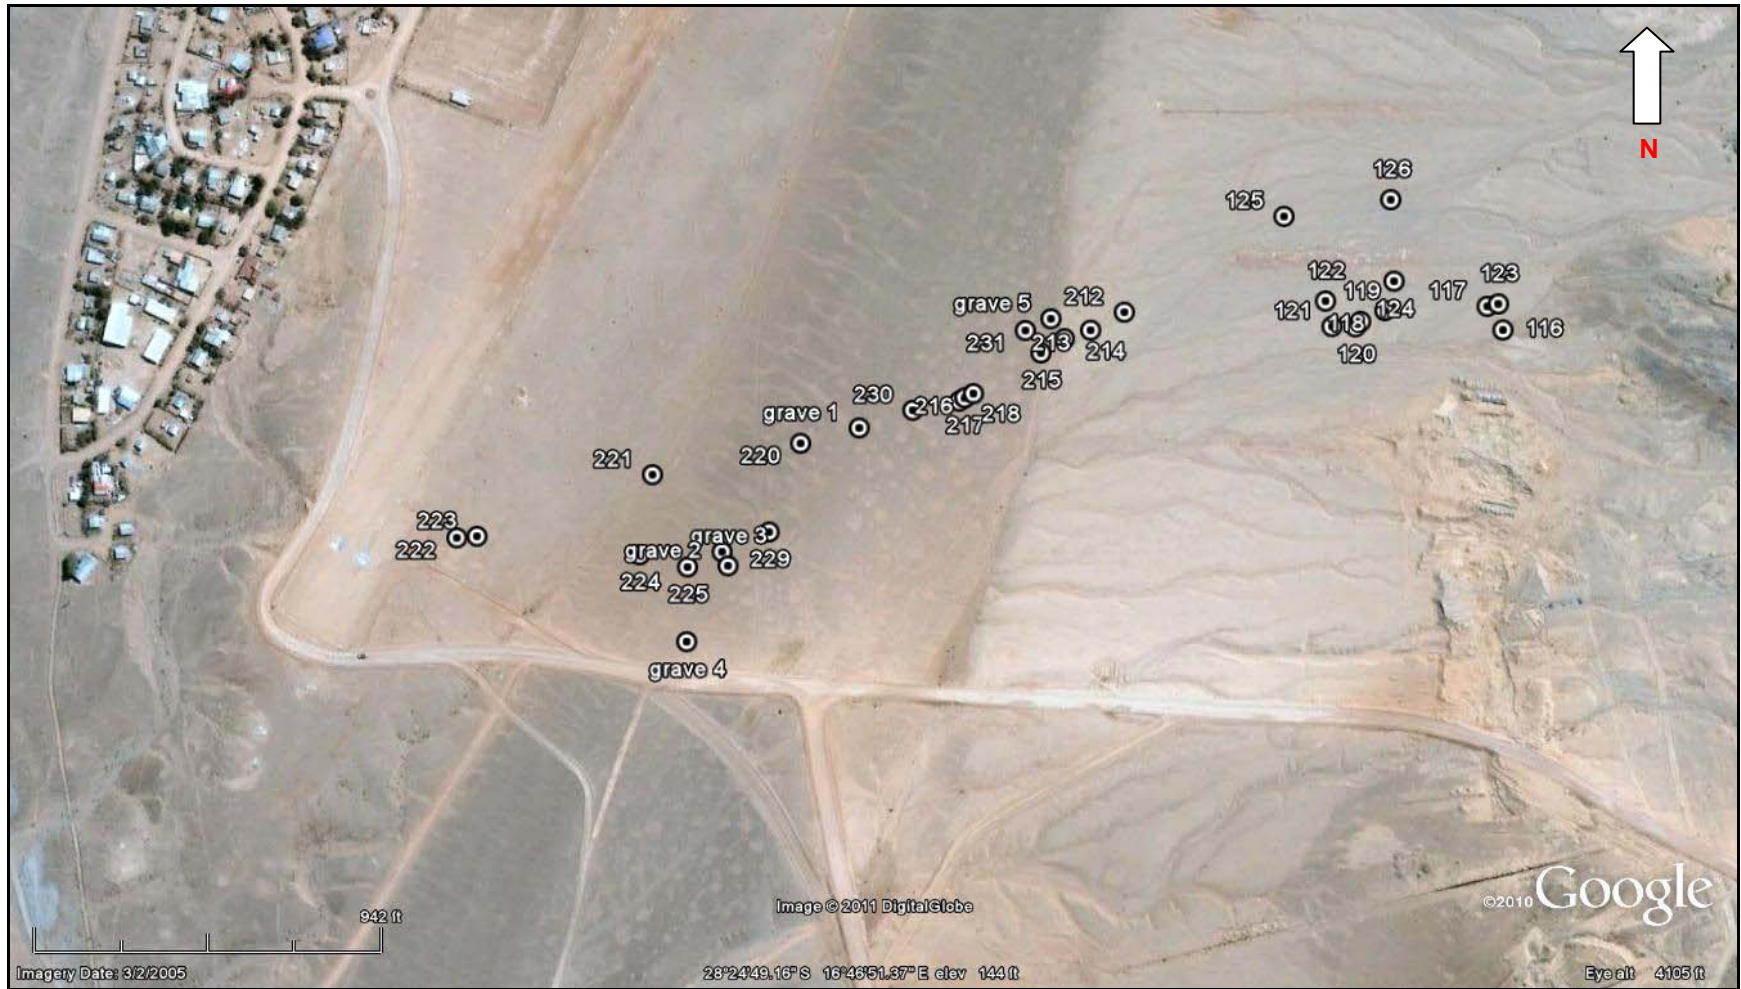 N
126
125
122
123
119
117
121
118
124
116
120
grave 5
212
231
213
214
215
230
216
218
217
grave 1
220
221
223
222
grave 3
grave 2
229
224
225
grave 4
©2010 Google
Image © 2011 DigitalGlobe
942 ft
Imagery Date: 3/2/2005
28°24'49.16" S 16°46'51.37" E elev 144 ft
Eye alt 4105 ft